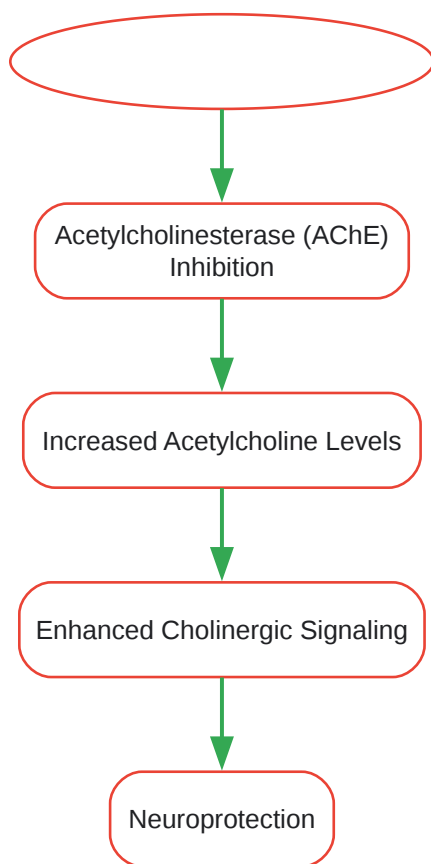 Acetylcholinesterase (AChE)
Inhibition
Increased Acetylcholine Levels
Enhanced Cholinergic Signaling
Neuroprotection